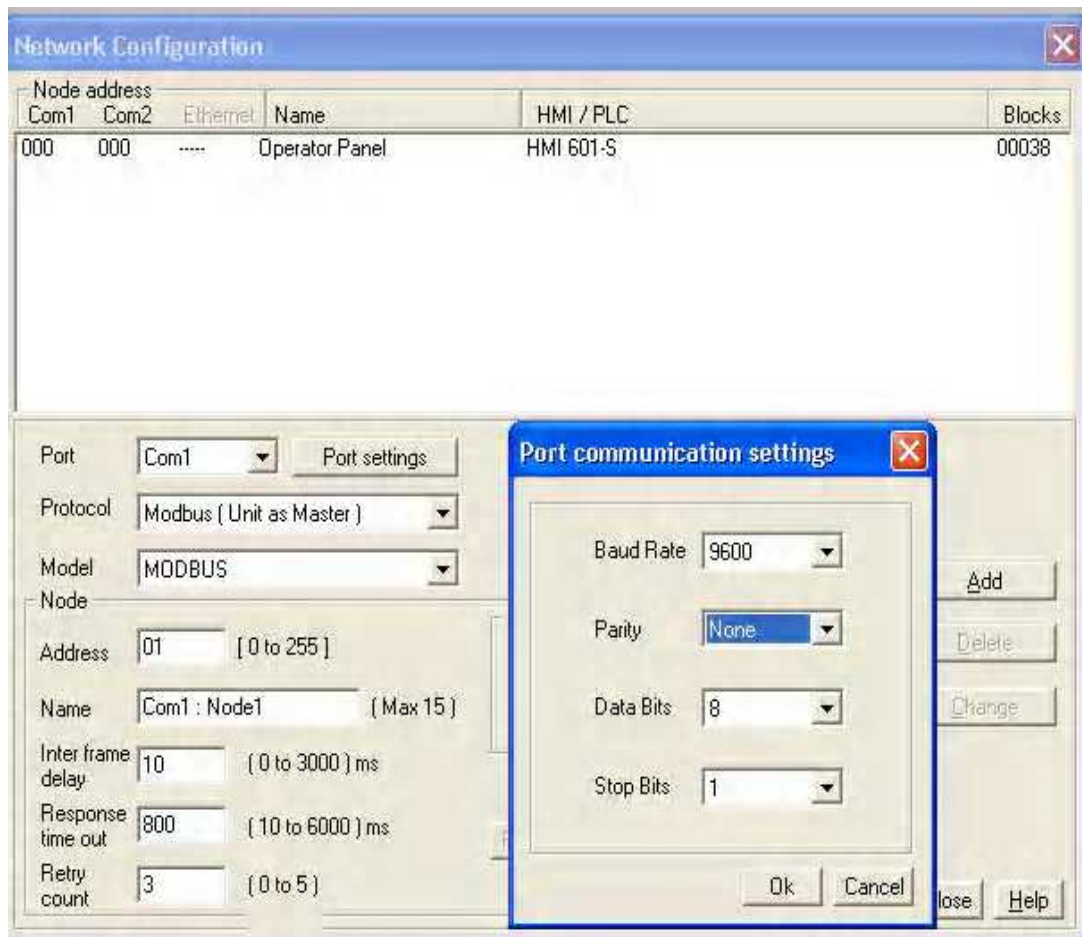 Network Configuration
Node address
Com1 Com2 Ethernet Name HMI / PLC Blocks
000 000 ----- Operator Panel HMI 601-S 00038
Port Com1 Port settings
Protocol Modbus ( Unit as Master )
Model MODBUS
Node
Address 01 [ 0 to 255 ]
Name Com1 : Node1 ( Max 15 )
Inter frame delay 10 ( 0 to 3000 ) ms
Response time out 800 ( 10 to 6000 ) ms
Retry count 3 ( 0 to 5 )
Port communication settings
Baud Rate 9600
Parity None
Data Bits 8
Stop Bits 1
Ok Cancel
Add
Delete
Change
lose Help